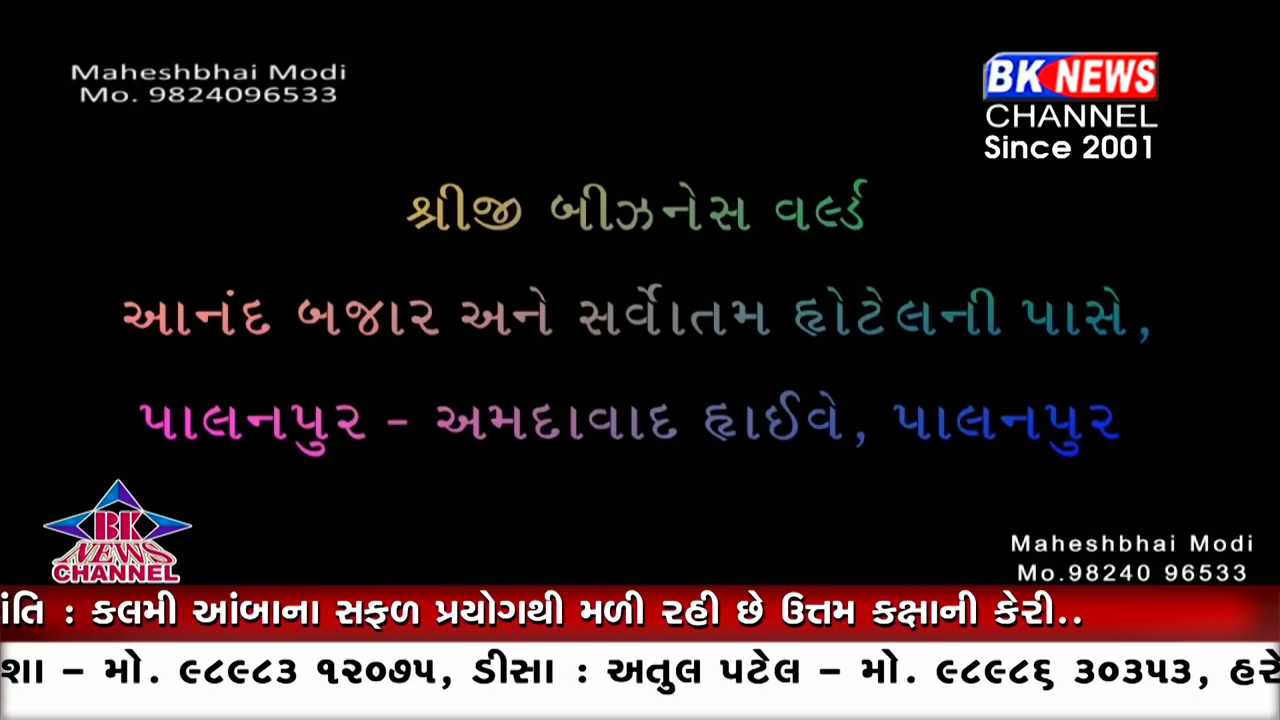 Maheshbhai Modi
Mo. 9824096533
BK NEWS
CHANNEL
Since 2001
શ્રીજી બીઝનેસ વર્લ્ડ
આનંદ બજાર અને સર્વોતમ હોટેલની પાસે,
પાલનપુર - અમદાવાદ હાઈવે, પાલનપુર
BK
NEWS
CHANNEL
Maheshbhai Modi
Mo.98240 96533
ાંતિ : કલમી આંબાના સફળ પ્રયોગથી મળી રહી છે ઉત્તમ કક્ષાની કેરી..
શા – મો. ૯૮૯૮૩ ૧૨૦૭૫, ડીસા : અતુલ પટેલ – મો. ૯૮૯૮૬ ૩૦૩૫૩, હરે